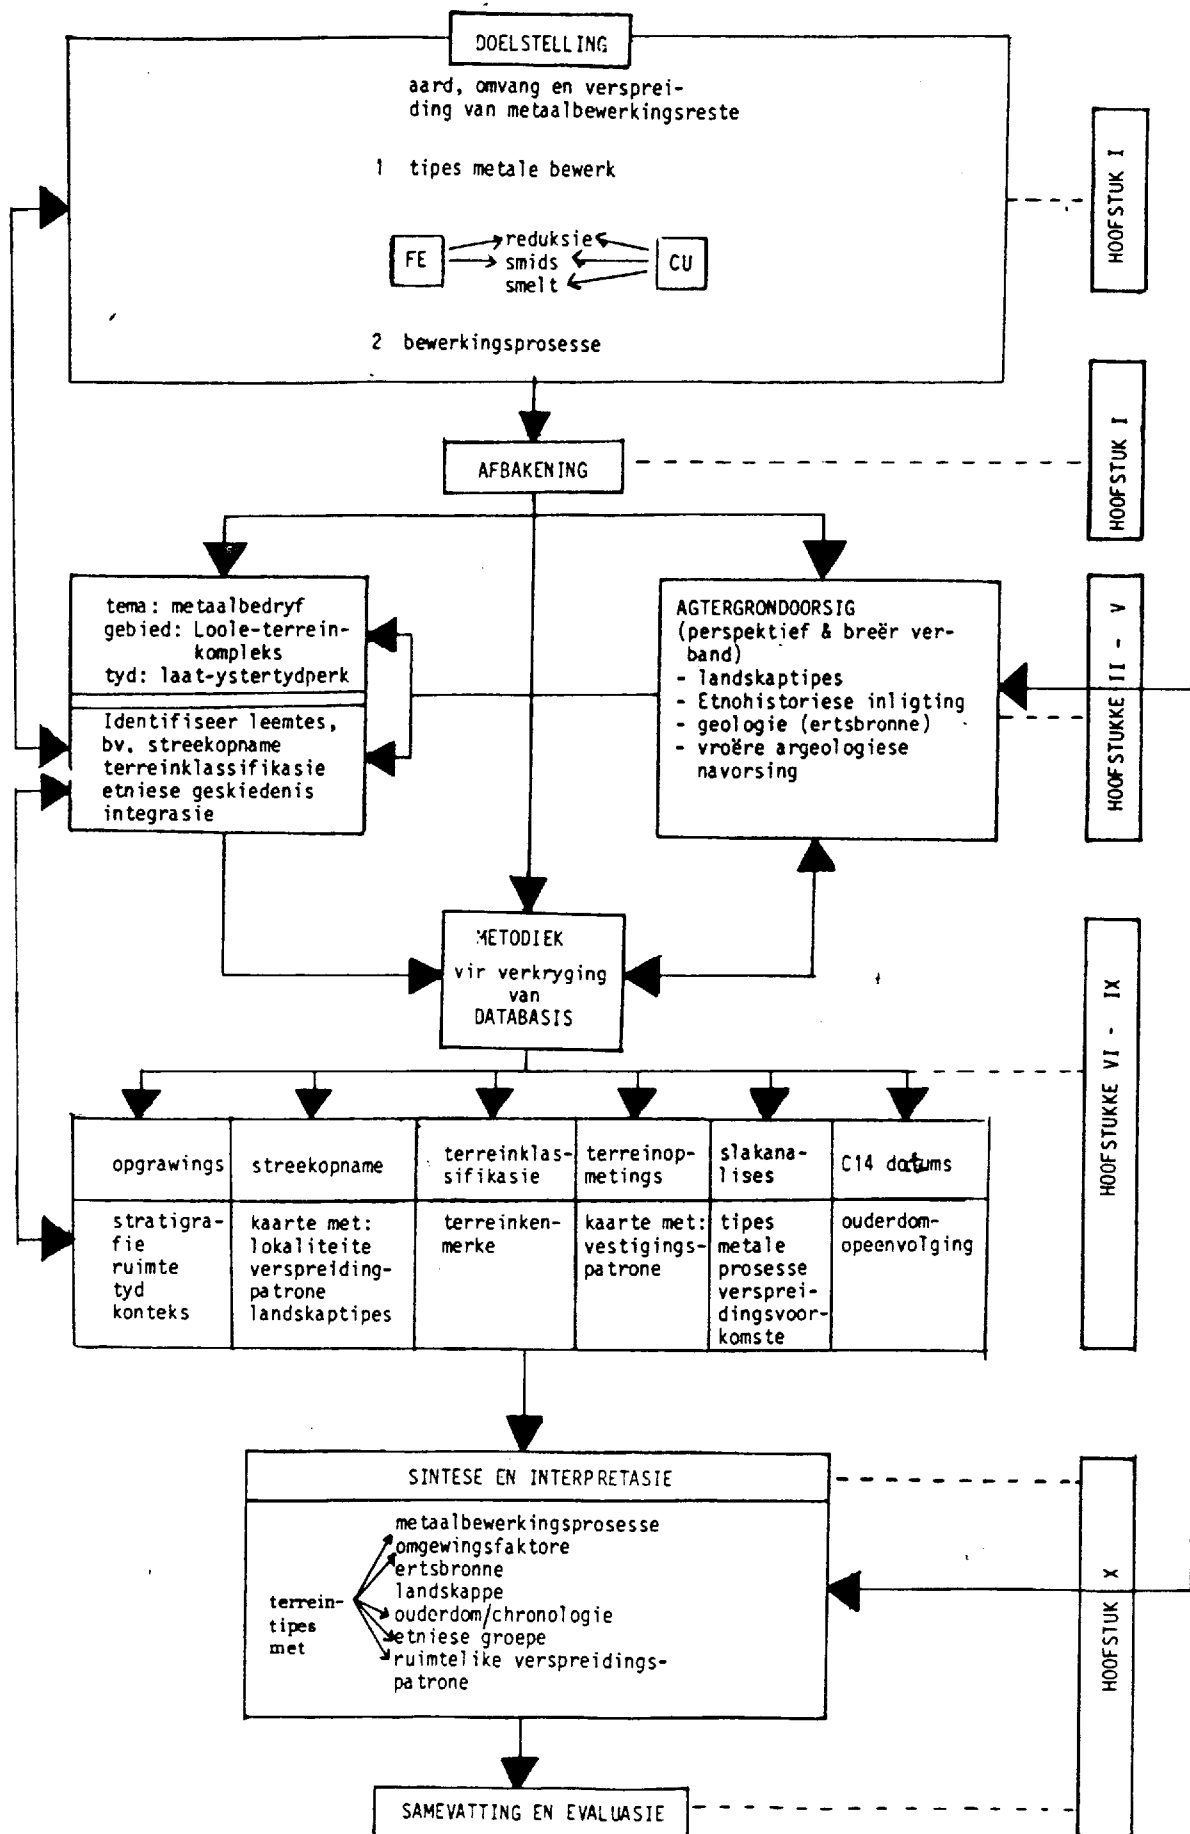 DOELSTELLING
aard, omvang en versprei-
ding van metaalbewerkingsreste
1 tipes metale bewerk
FE
reduksie
smids
smelt
CU
2 bewerkingsprosesse
HOOFSTUK I
AFBAKENING
HOOFSTUK I
tema: metaalbedryf
gebied: Loole-terrein-
kompleks
tyd: laat-ystertydperk
Identifiseer leemtes,
bv. streekopname
terreinklassifikasie
etniese geskiedenis
integrasie
AGTERGRONDOORSIG
(perspektief & breër ver-
band)
- landskaptipes
- Etnohistoriese inligting
- geologie (ertsbronne)
- vroëre argeologiese
navorsing
HOOFSTUKKE II - V
METODIEK
vir verkryging
van
DATABASIS
HOOFSTUKKE VI - IX
opgrawings
stratigra-
fie
ruimte
tyd
konteks
streekopname
kaarte met:
lokaliteite
verspreiding-
patrone
landskaptipes
terreinklas-
sifikasie
terreinken-
merke
terreinop-
metings
kaarte met:
vestigings-
patrone
slakana-
lises
tipes
metale
prosesse
versprei-
dingsvoor-
komste
C14 datums
ouderdom-
opeenvolging
SINTESE EN INTERPRETASIE
terrein-
tipes
met
metaalbewerkingsprosesse
omgewingsfaktore
ertsbronne
landskappe
ouderdom/chronologie
etniese groepe
ruimtelike verspreidings-
patrone
HOOFSTUK X
SAMEVATTING EN EVALUASIE